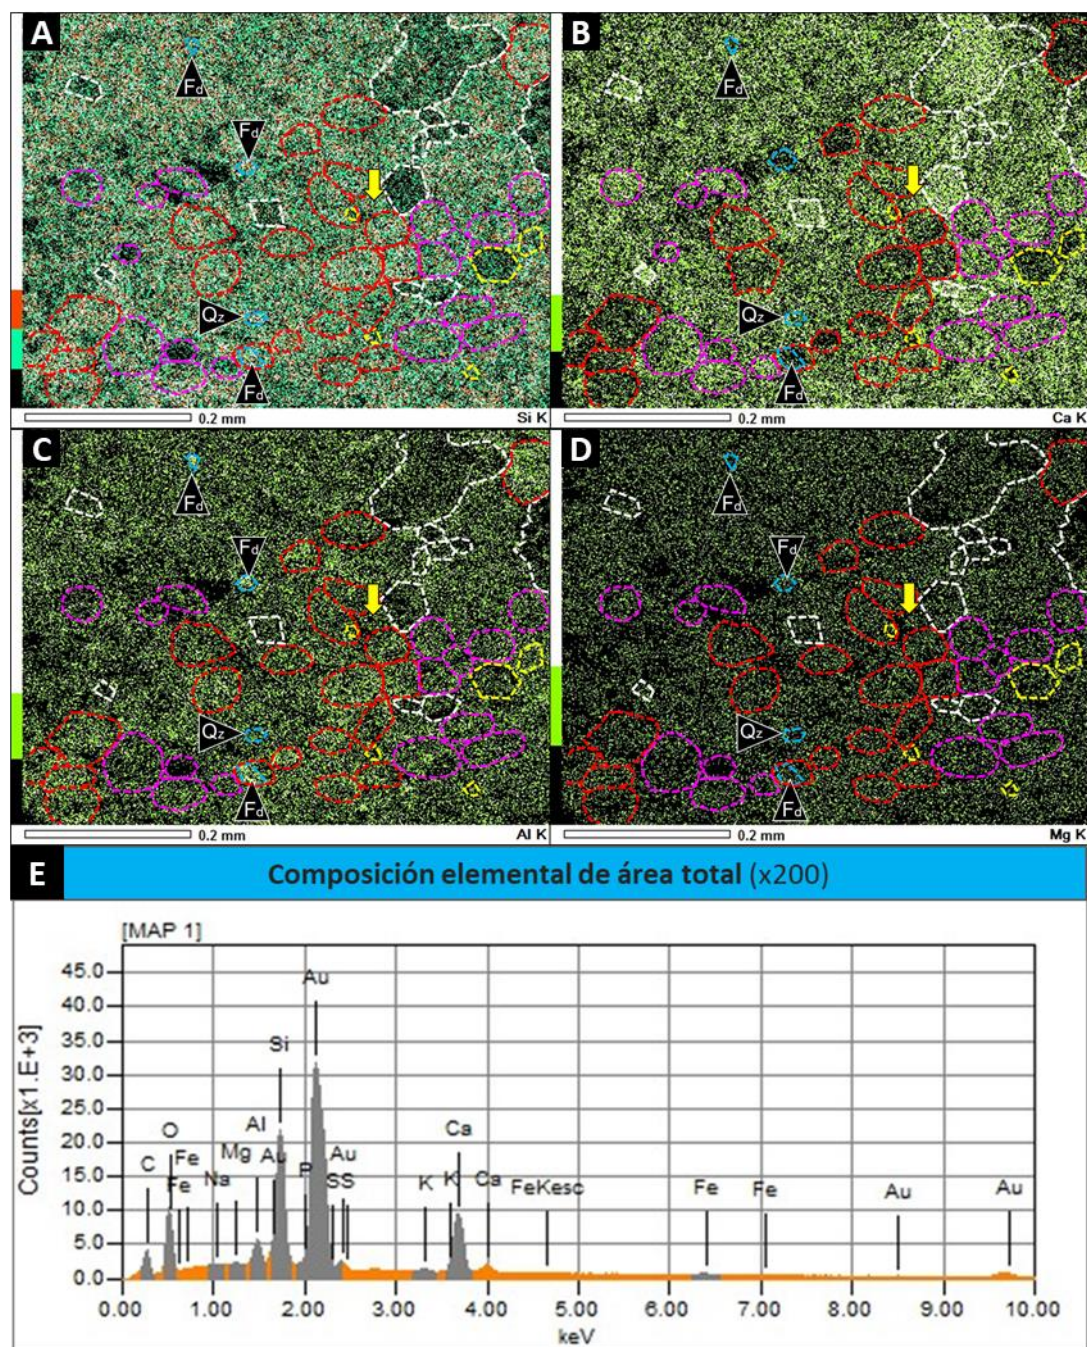 A
B
Fd
Fd
Fd
Fd
Qz
Qz
Fd
Fd
0.2 mm
Si K
0.2 mm
Ca K
C
D
Fd
Fd
Fd
Fd
Qz
Qz
Fd
Fd
0.2 mm
Al K
0.2 mm
Mg K
E
Composición elemental de área total (x200)
[MAP 1]
Counts[x1.E+3]
45.0
40.0
35.0
30.0
25.0
20.0
15.0
10.0
5.0
0.0
Au
Si
O
Al
Au
Ca
C
Fe
Fe
Na
Mg
Au
P
SS
K
K
Ca
FeKesc
Fe
Fe
Au
Au
0.00 1.00 2.00 3.00 4.00 5.00 6.00 7.00 8.00 9.00 10.00
keV